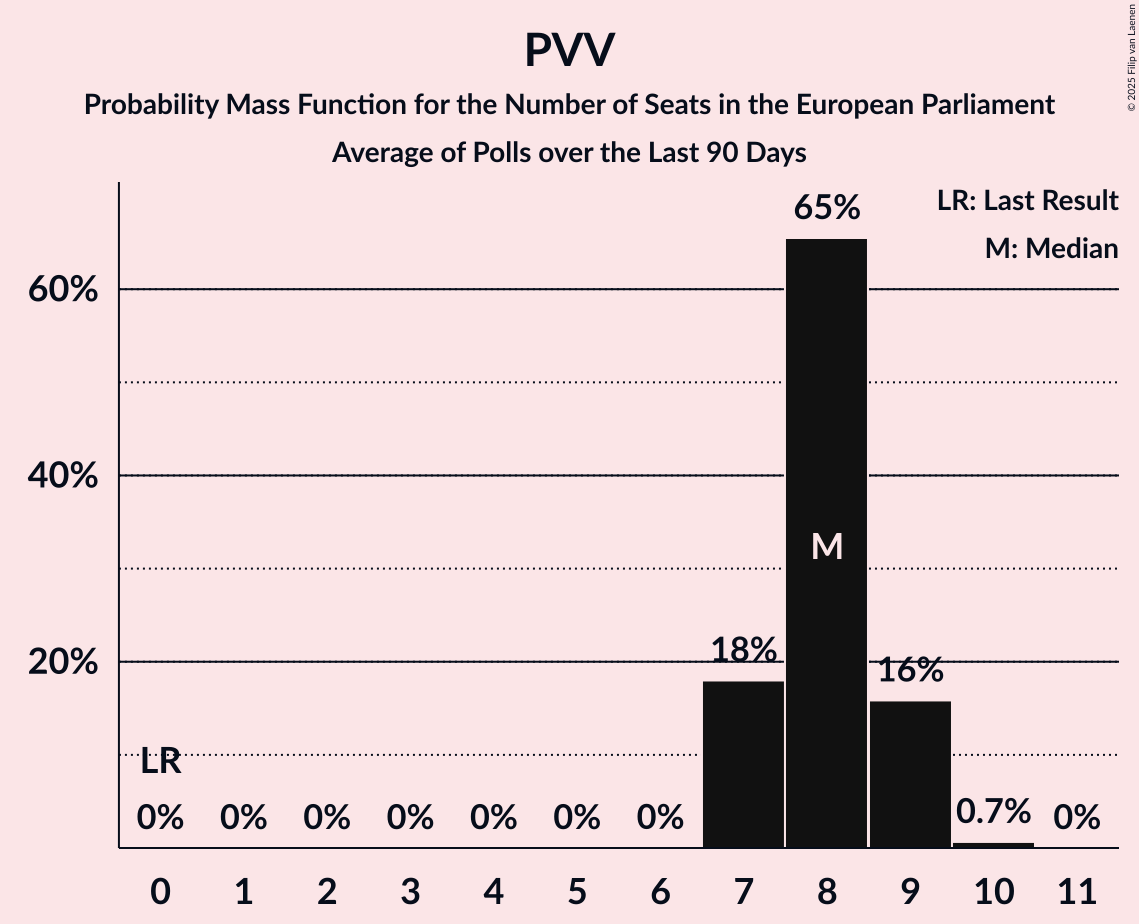 PVV
Probability Mass Function for the Number of Seats in the European Parliament
Average of Polls over the Last 90 Days
© 2025 Filip van Laenen
LR: Last Result
M: Median
65%
60%
40%
M
18%
20%
16%
LR
0% 0% 0% 0% 0% 0% 0% 0.7% 0%
0 1 2 3 4 5 6 7 8 9 10 11